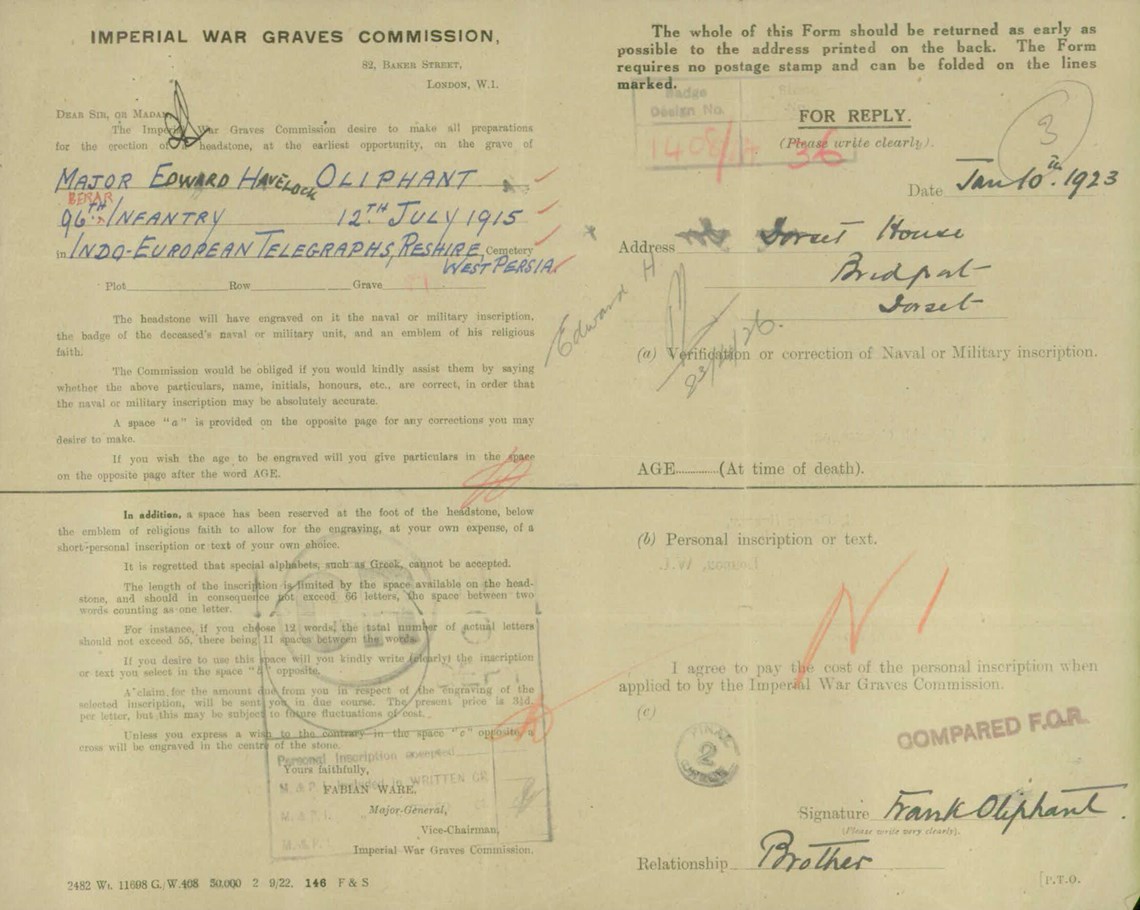 IMPERIAL WAR GRAVES COMMISSION,
82, BAKER STREET,
LONDON, W.1.
DEAR SIR, OR MADAM,
The Imperial War Graves Commission desire to make all preparations
for the erection of a headstone, at the earliest opportunity, on the grave of
MAJOR EDWARD HAVELOCK OLIPHANT
BERAR
96TH INFANTRY 12TH JULY 1915
in INDO-EUROPEAN TELEGRAPHS, RESHIRE, Cemetery
WEST PERSIA.
Plot Row Grave
The headstone will have engraved on it the naval or military inscription,
the badge of the deceased's naval or military unit, and an emblem of his religious
faith.
The Commission would be obliged if you would kindly assist them by saying
whether the above particulars, name, initials, honours, etc., are correct, in order that
the naval or military inscription may be absolutely accurate.
A space "a" is provided on the opposite page for any corrections you may
desire to make.
If you wish the age to be engraved will you give particulars in the space
on the opposite page after the word AGE.
In addition, a space has been reserved at the foot of the headstone, below
the emblem of religious faith to allow for the engraving, at your own expense, of a
short personal inscription or text of your own choice.
It is regretted that special alphabets, such as Greek, cannot be accepted.
The length of the inscription is limited by the space available on the head-
stone, and should in consequence not exceed 66 letters, the space between two
words counting as one letter.
For instance, if you choose 12 words, the total number of actual letters
should not exceed 55, there being 11 spaces between the words.
If you desire to use this space will you kindly write (clearly) the inscription
or text you select in the space "b" opposite.
A claim for the amount due from you in respect of the engraving of the
selected inscription, will be sent you in due course. The present price is 3½d.
per letter, but this may be subject to future fluctuations of cost.
Unless you express a wish to the contrary in the space "c" opposite, a
cross will be engraved in the centre of the stone.
Personal Inscription accepted
Yours faithfully,
WRITTEN
FABIAN WARE,
Major-General,
Vice-Chairman,
Imperial War Graves Commission.
2482 Wt. 11698 G./W.408 50,000 2 9/22. 146 F & S
The whole of this Form should be returned as early as
possible to the address printed on the back. The Form
requires no postage stamp and can be folded on the lines
marked.
Badge
Design No.
1408/
36
FOR REPLY.
(Please write clearly).
3
Date Jan 10th. 1923
Address Dorset House
Bridport
Dorset
Edward H
(a) Verification or correction of Naval or Military inscription.
AGE (At time of death).
(b) Personal inscription or text.
N I
I agree to pay the cost of the personal inscription when
applied to by the Imperial War Graves Commission.
(c)
2
COMPARED F.O.R.
Signature Frank Oliphant.
(Please write very clearly).
Relationship Brother
[P.T.O.